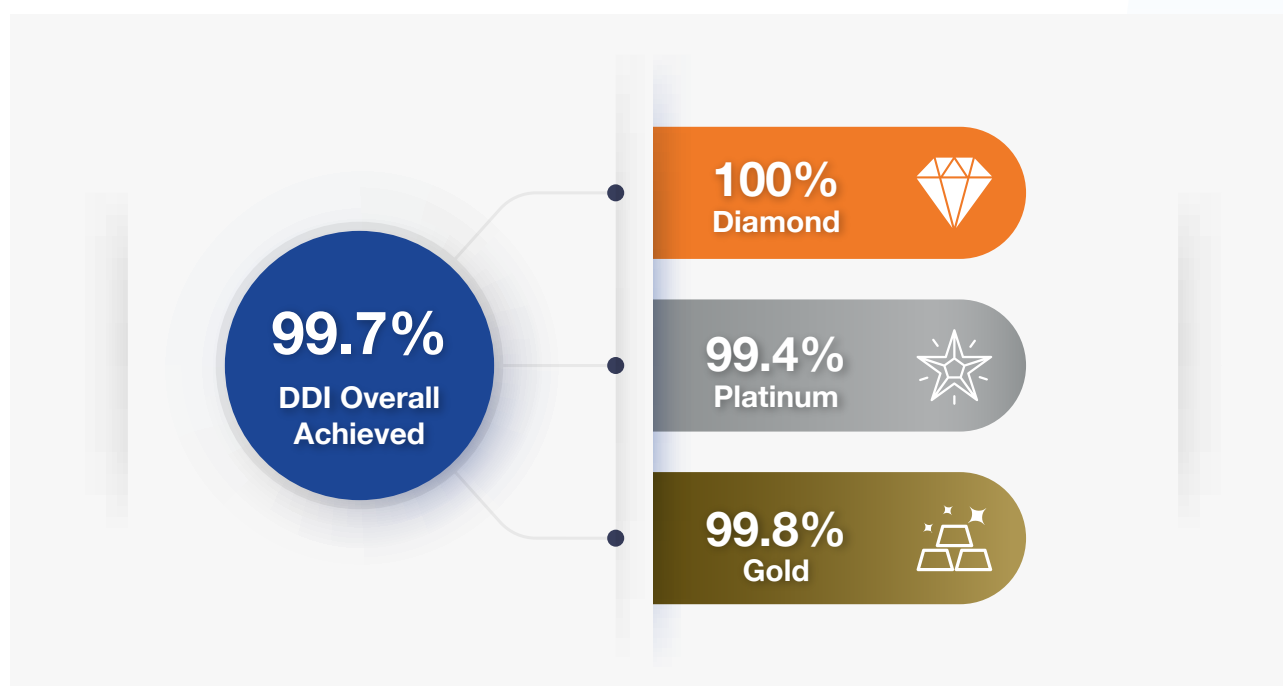 99.7%
DDI Overall
Achieved
100%
Diamond
99.4%
Platinum
99.8%
Gold